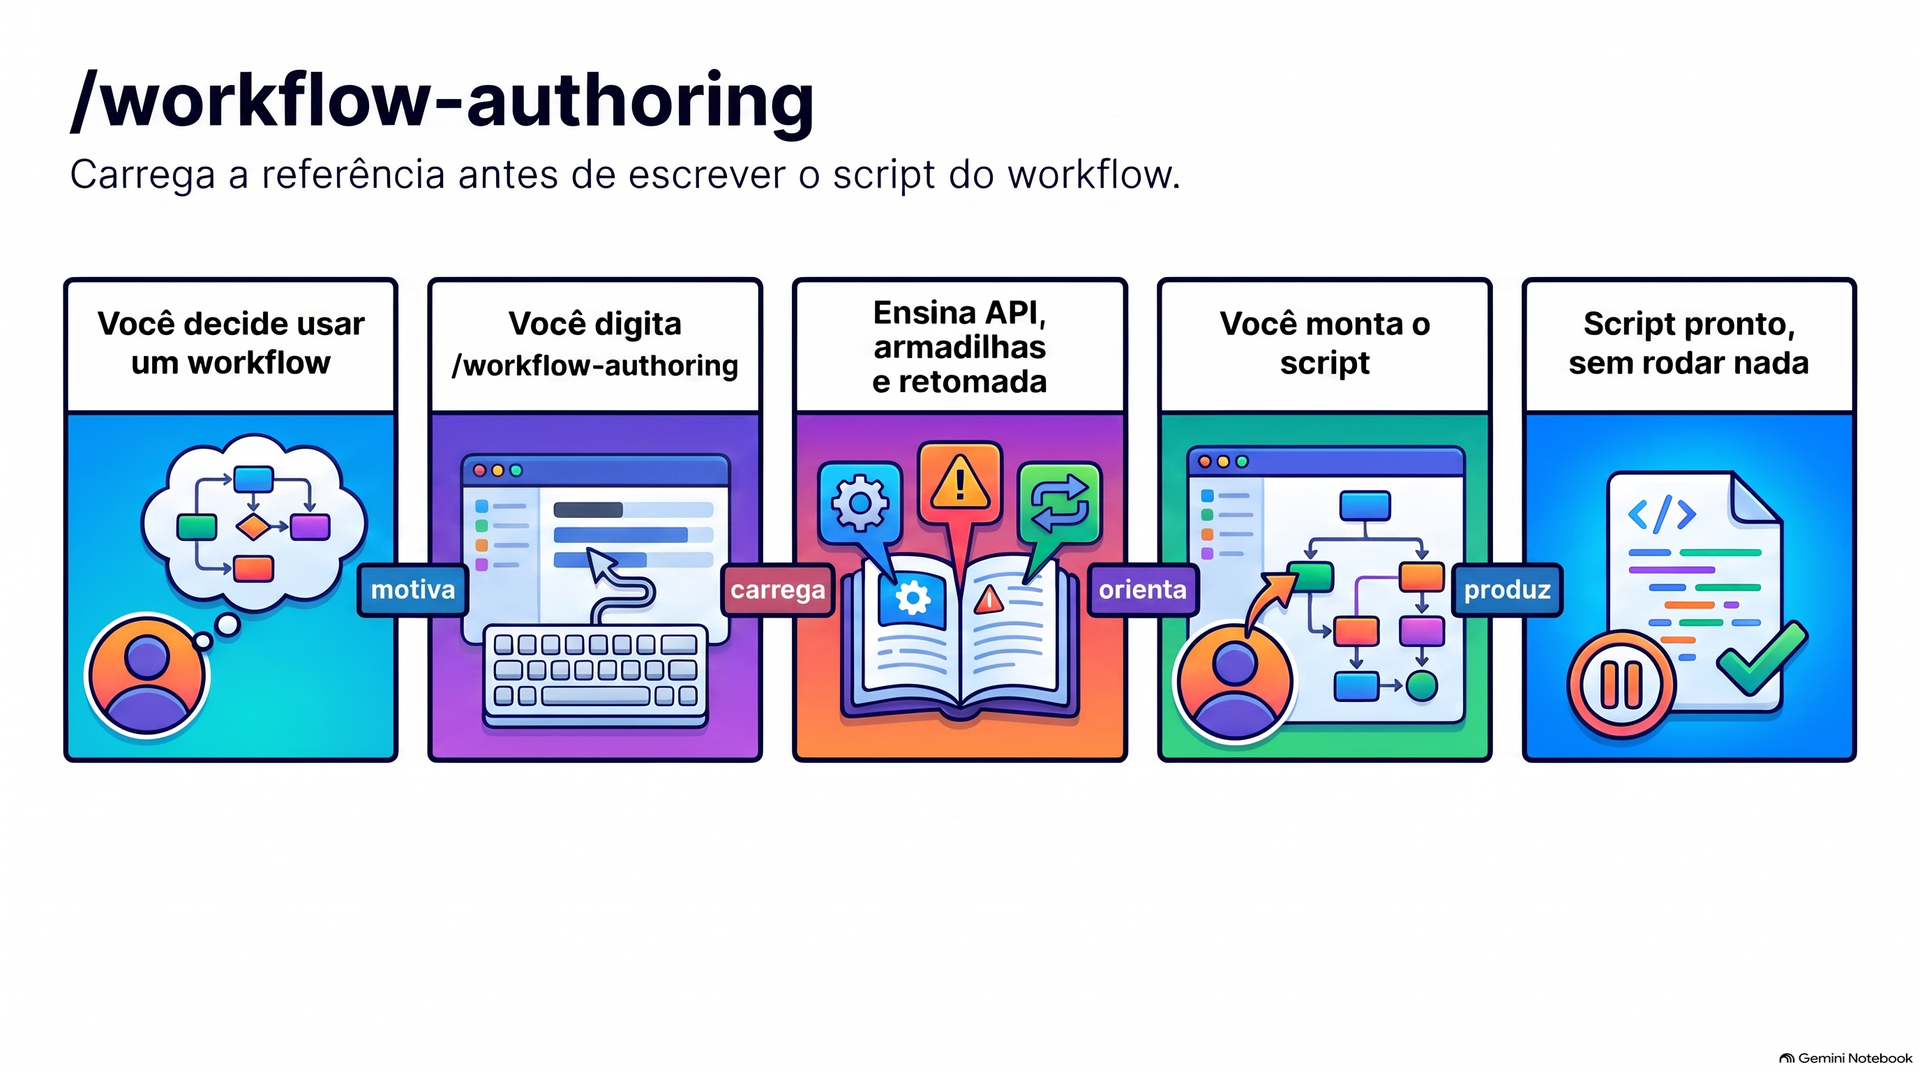 /workflow-authoring
Carrega a referência antes de escrever o script do workflow.
Você decide usar
um workflow
Você digita
/workflow-authoring
Ensina API,
armadilhas
e retomada
Você monta o
script
Script pronto,
sem rodar nada
motiva
carrega
orienta
produz
</>
Gemini Notebook